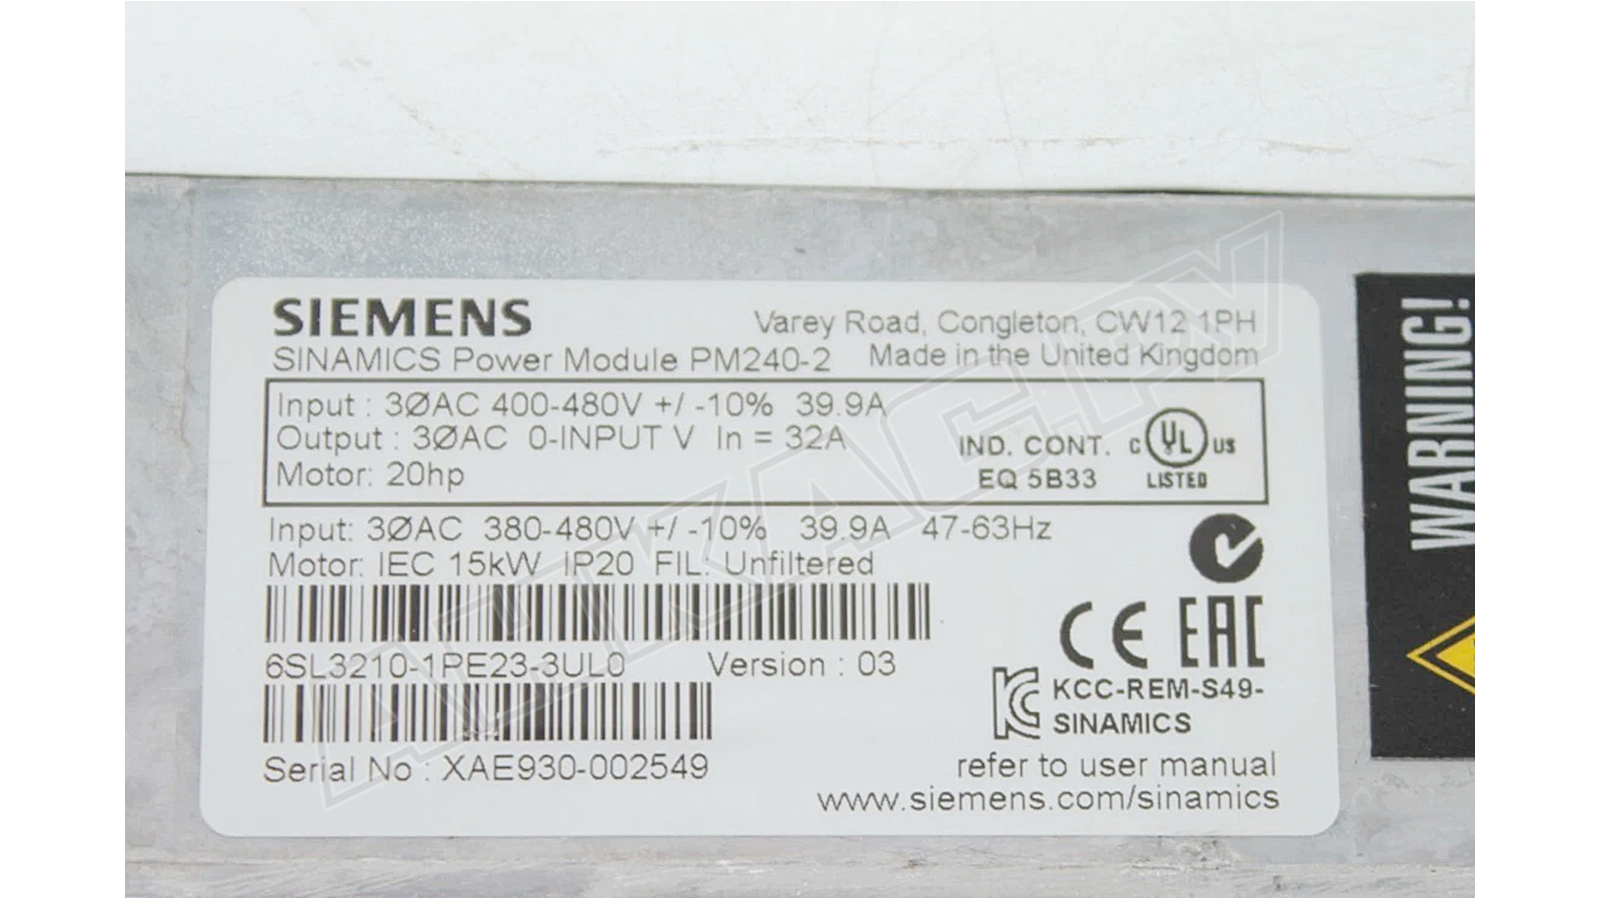 SIEMENS
Varey Road, Congleton, CW12 1PH
SINAMICS Power Module PM240-2
Made in the United Kingdom
Input : 3ØAC 400-480V +/ -10% 39.9A
Output : 3ØAC 0-INPUT V In = 32A
Motor: 20hp
IND. CONT.
EQ 5B33
C UL US
LISTED
Input: 3ØAC 380-480V +/ -10% 39.9A 47-63Hz
Motor: IEC 15kW IP20 FIL: Unfiltered
6SL3210-1PE23-3UL0 Version : 03
Serial No : XAE930-002549
CE EAC
KCC-REM-S49-
SINAMICS
refer to user manual
www.siemens.com/sinamics
WARNING!